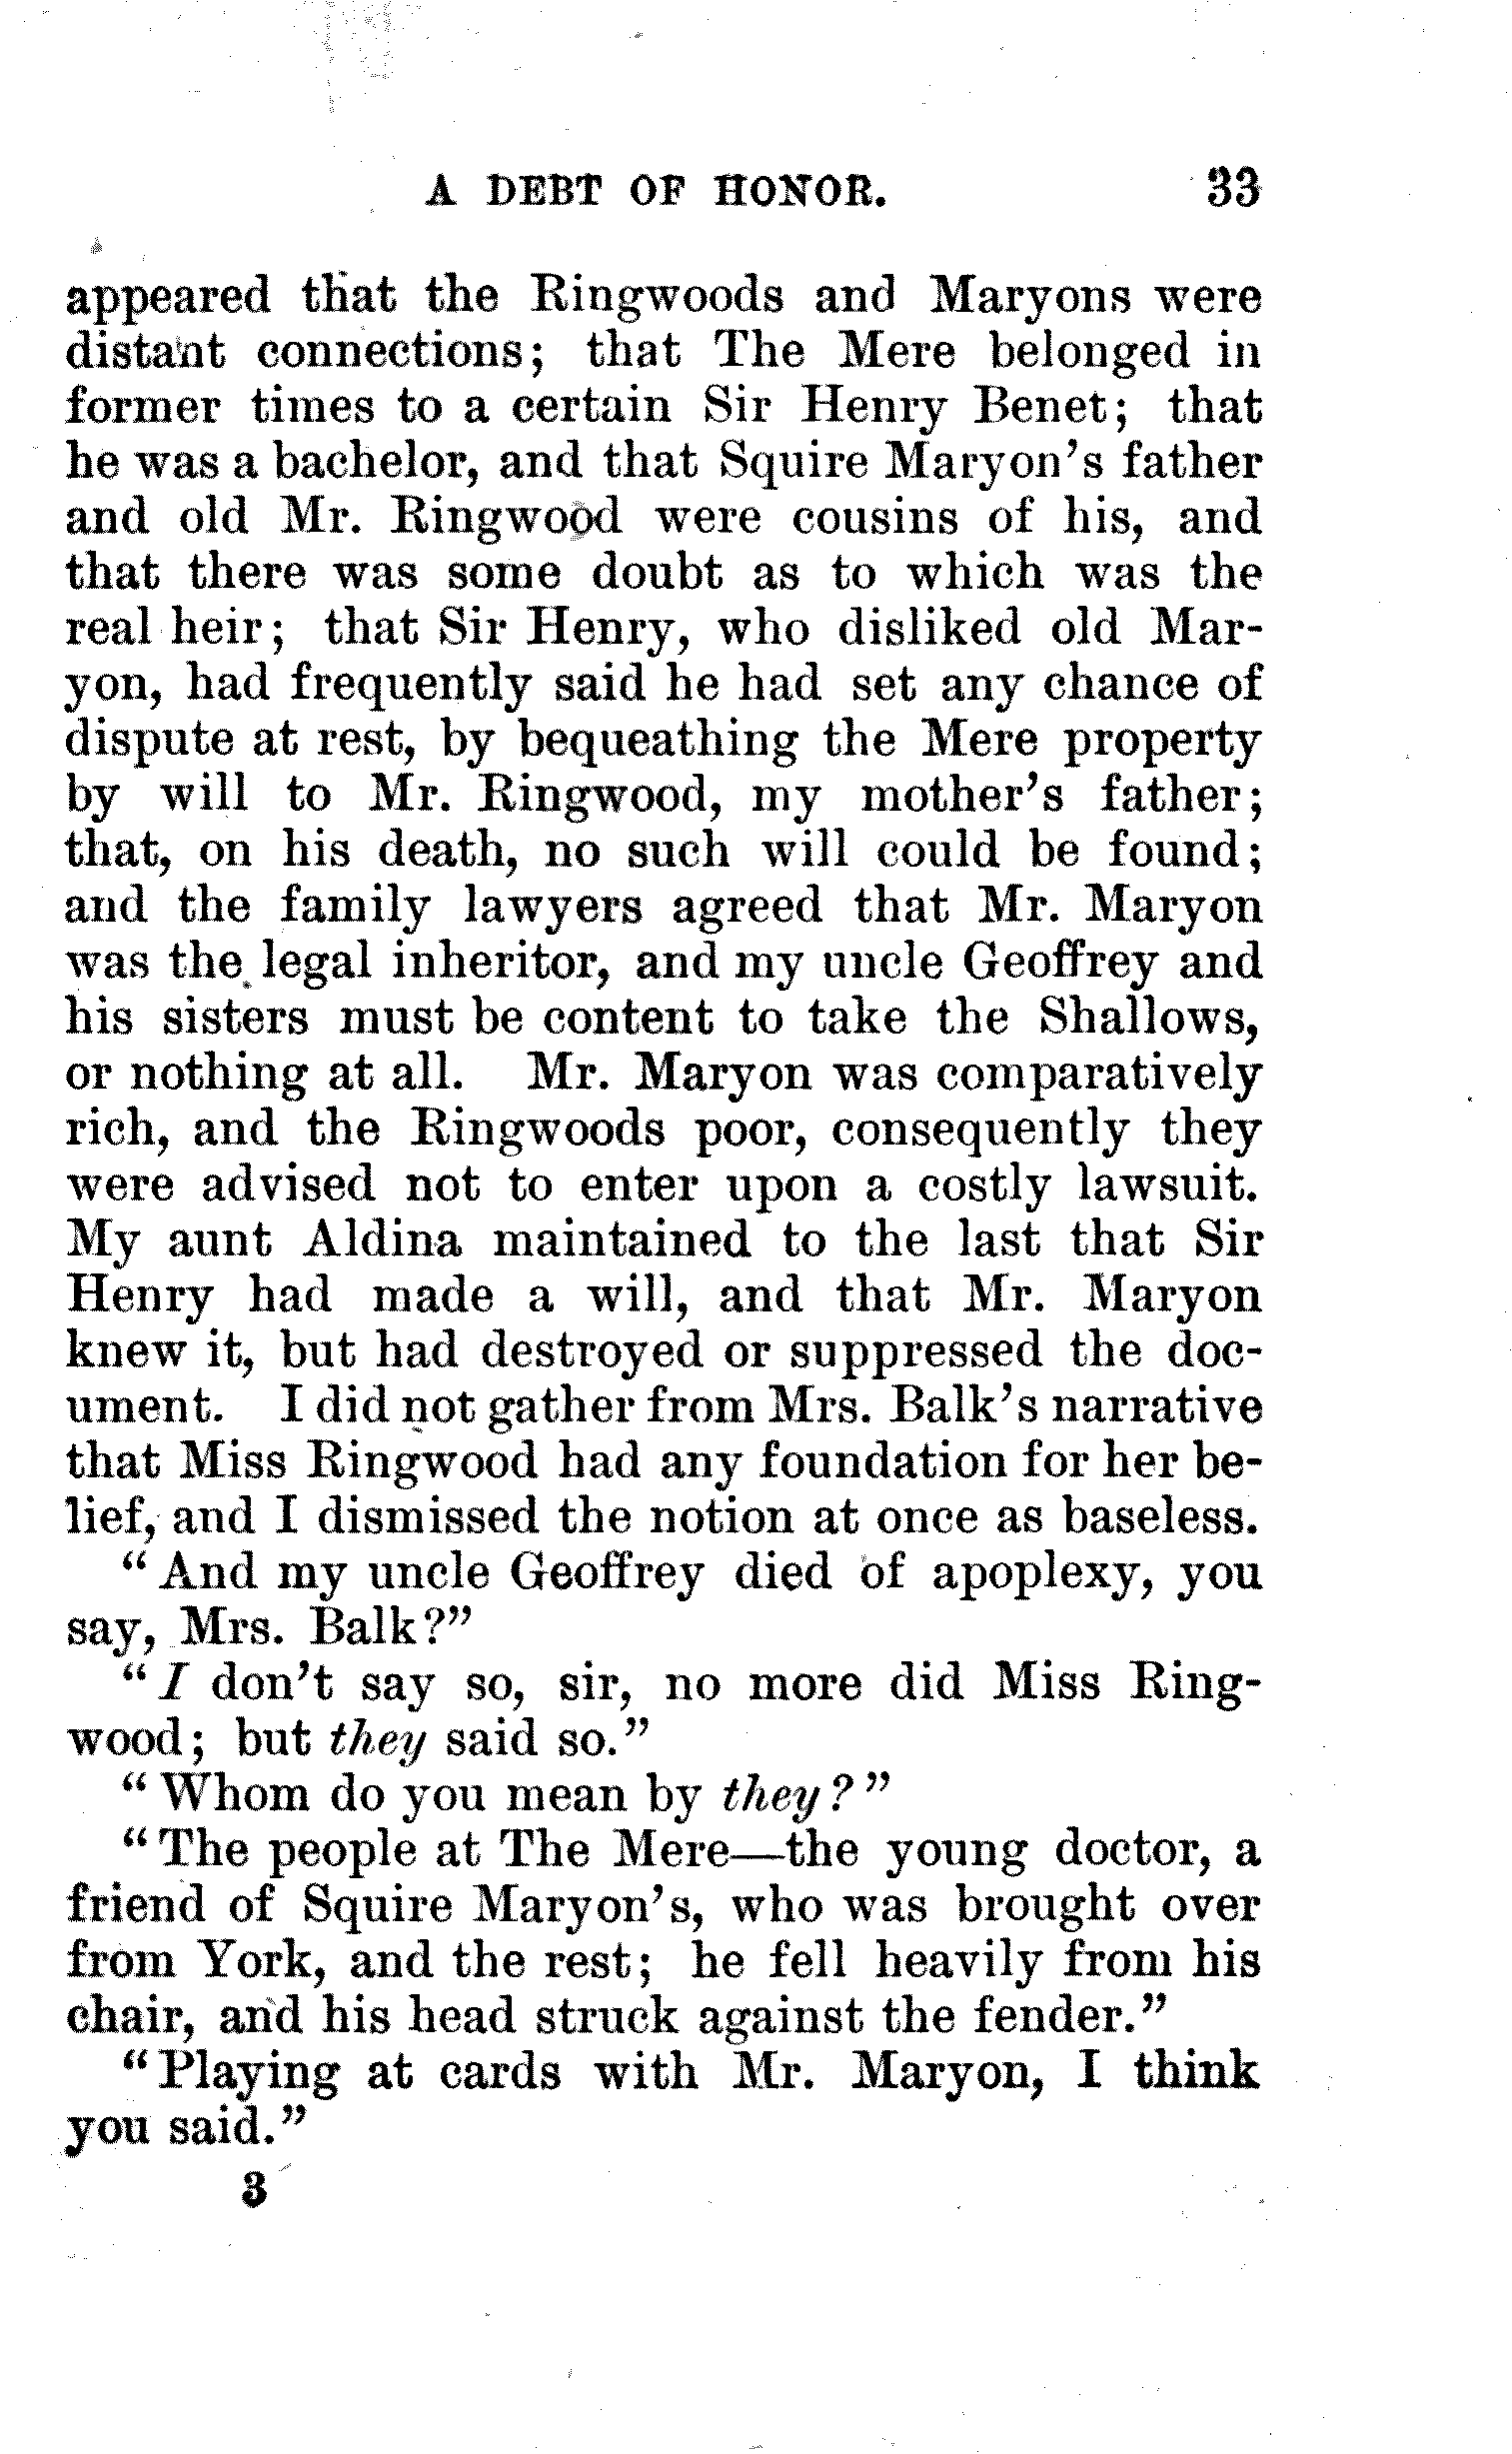 A DEBT OF HONOR. 33
appeared that the Ringwoods and Maryons were
distant connections; that The Mere belonged in
former times to a certain Sir Henry Benet; that
he was a bachelor, and that Squire Maryon's father
and old Mr. Ringwood were cousins of his, and
that there was some doubt as to which was the
real heir; that Sir Henry, who disliked old Mar-
yon, had frequently said he had set any chance of
dispute at rest, by bequeathing the Mere property
by will to Mr. Ringwood, my mother's father;
that, on his death, no such will could be found;
and the family lawyers agreed that Mr. Maryon
was the legal inheritor, and my uncle Geoffrey and
his sisters must be content to take the Shallows,
or nothing at all. Mr. Maryon was comparatively
rich, and the Ringwoods poor, consequently they
were advised not to enter upon a costly lawsuit.
My aunt Aldina maintained to the last that Sir
Henry had made a will, and that Mr. Maryon
knew it, but had destroyed or suppressed the doc-
ument. I did not gather from Mrs. Balk's narrative
that Miss Ringwood had any foundation for her be-
lief, and I dismissed the notion at once as baseless.
"And my uncle Geoffrey died of apoplexy, you
say, Mrs. Balk?"
"I don't say so, sir, no more did Miss Ring-
wood; but they said so."
"Whom do you mean by they?"
"The people at The Mere—the young doctor, a
friend of Squire Maryon's, who was brought over
from York, and the rest; he fell heavily from his
chair, and his head struck against the fender."
"Playing at cards with Mr. Maryon, I think
you said."
3